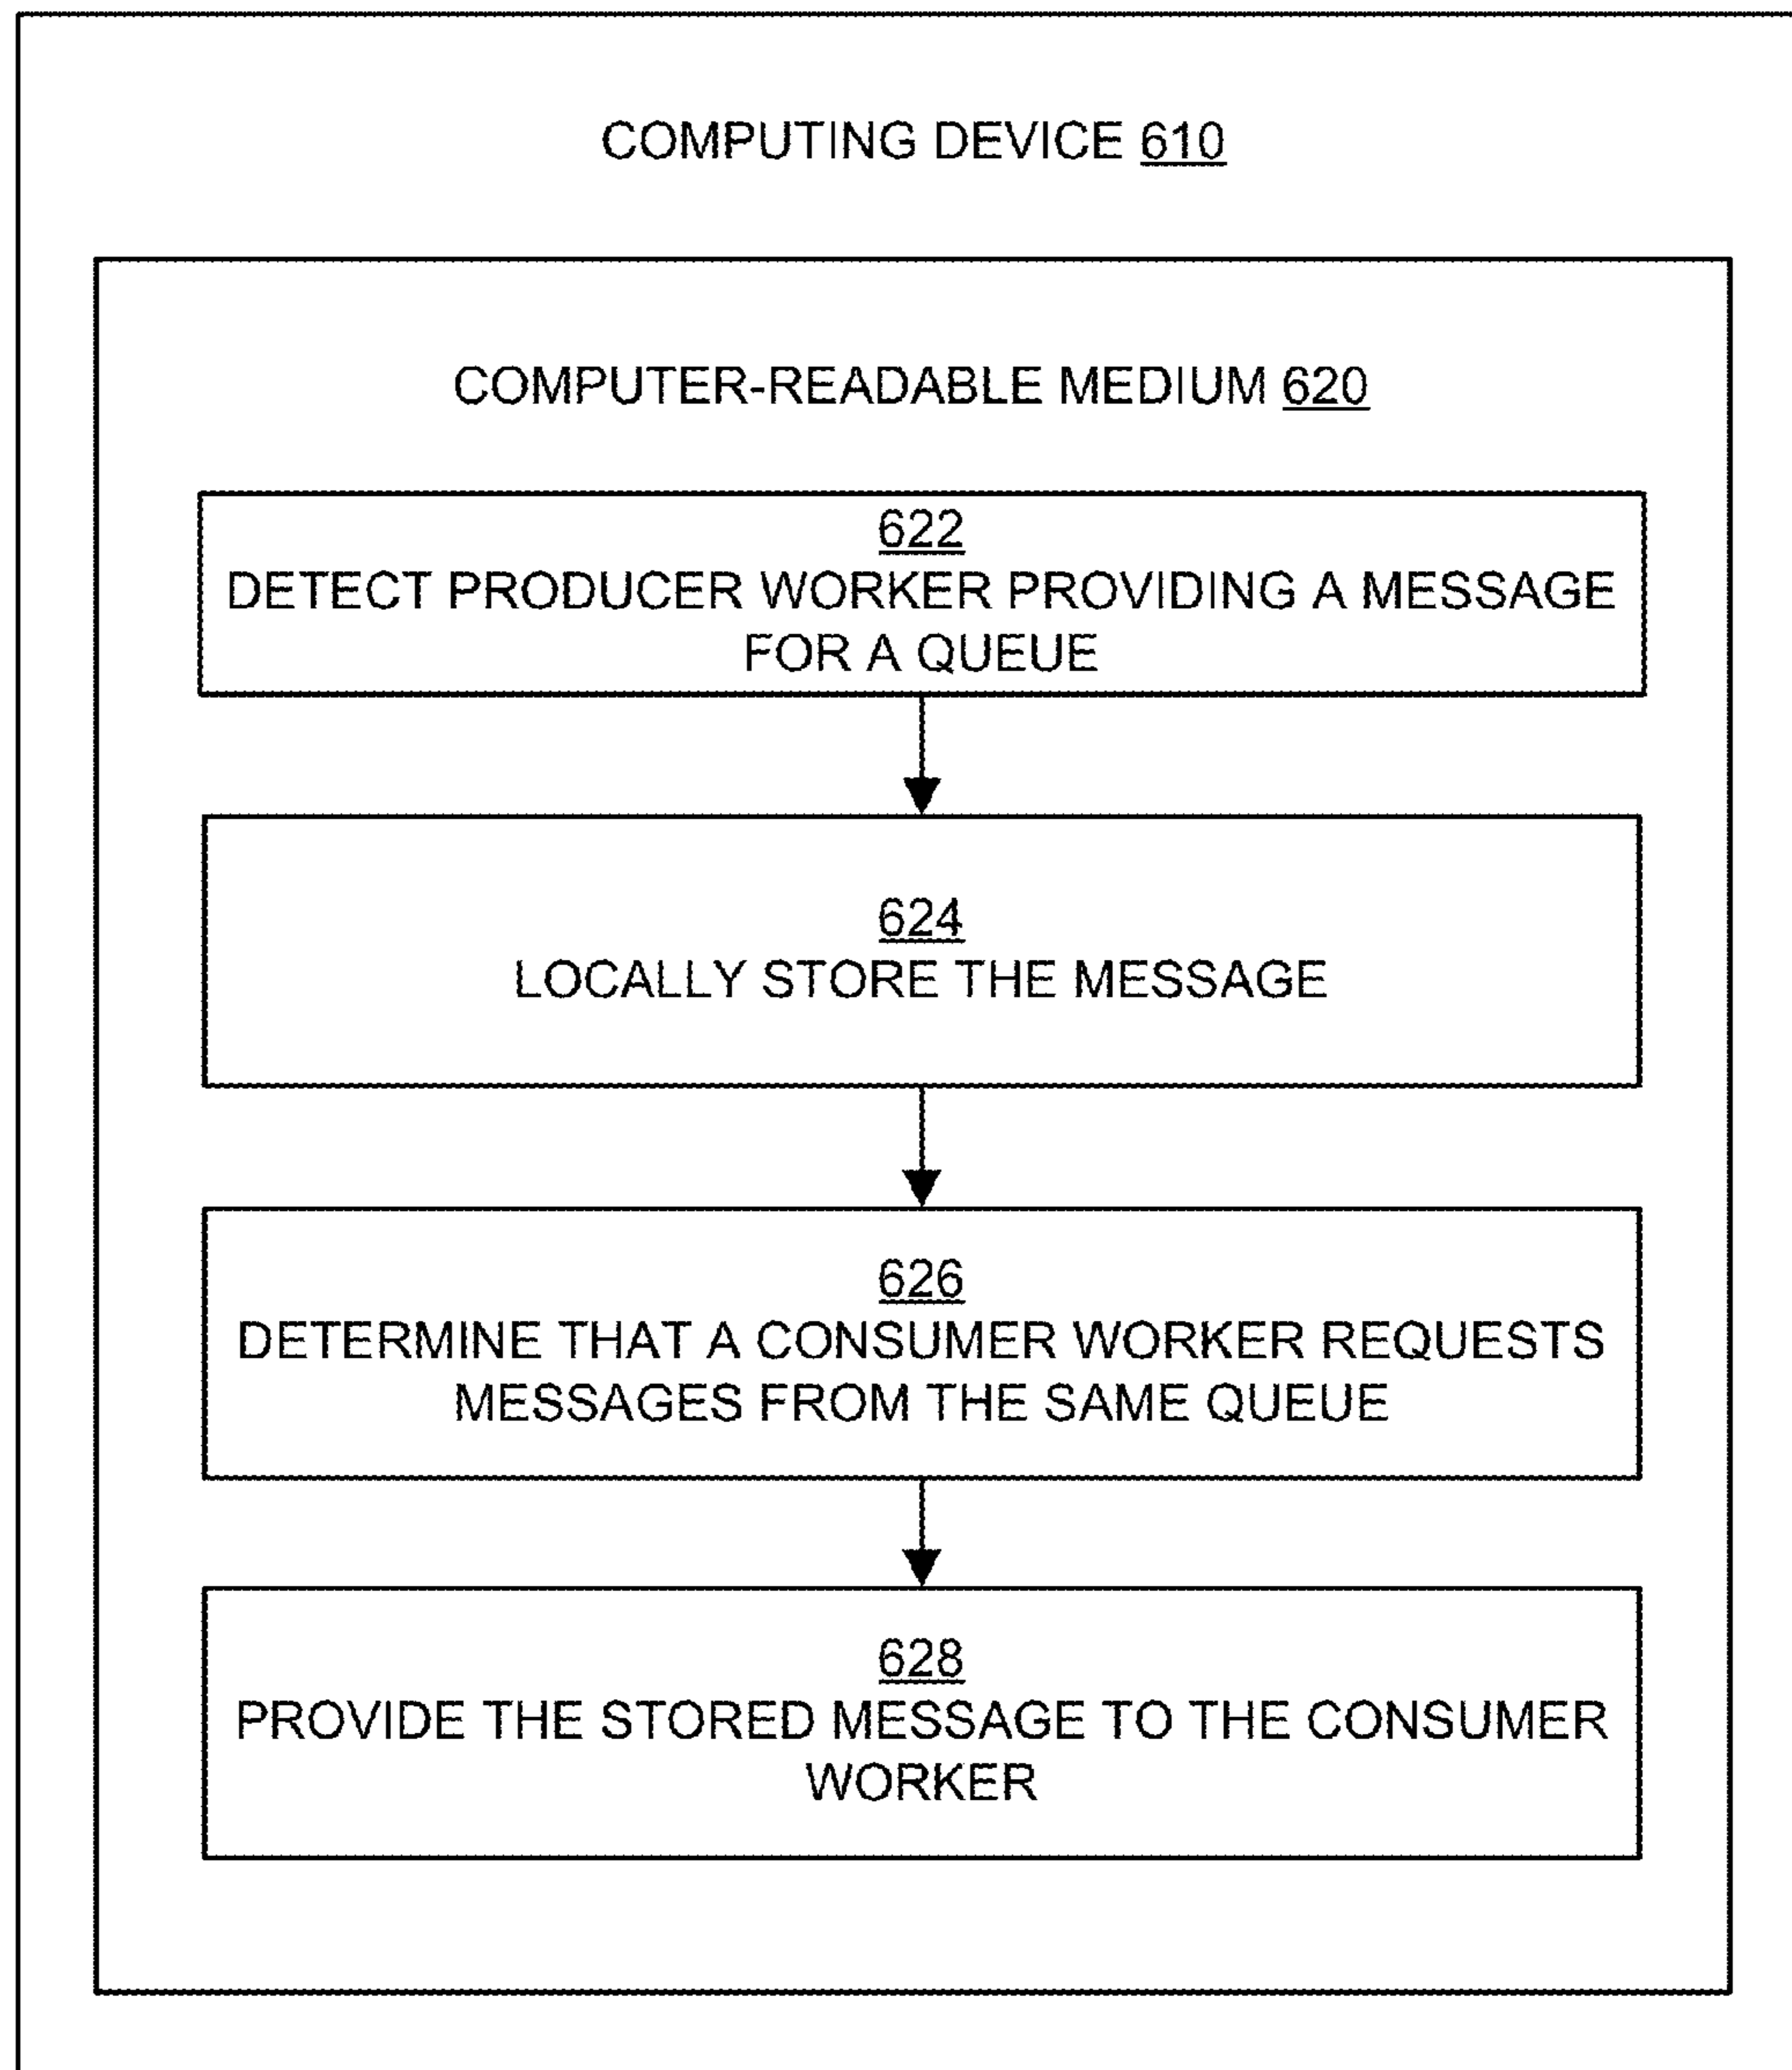 COMPUTING DEVICE 610
COMPUTER-READABLE MEDIUM 620
622
DETECT PRODUCER WORKER PROVIDING A MESSAGE
FOR A QUEUE
624
LOCALLY STORE THE MESSAGE
626
DETERMINE THAT A CONSUMER WORKER REQUESTS
MESSAGES FROM THE SAME QUEUE
628
PROVIDE THE STORED MESSAGE TO THE CONSUMER
WORKER